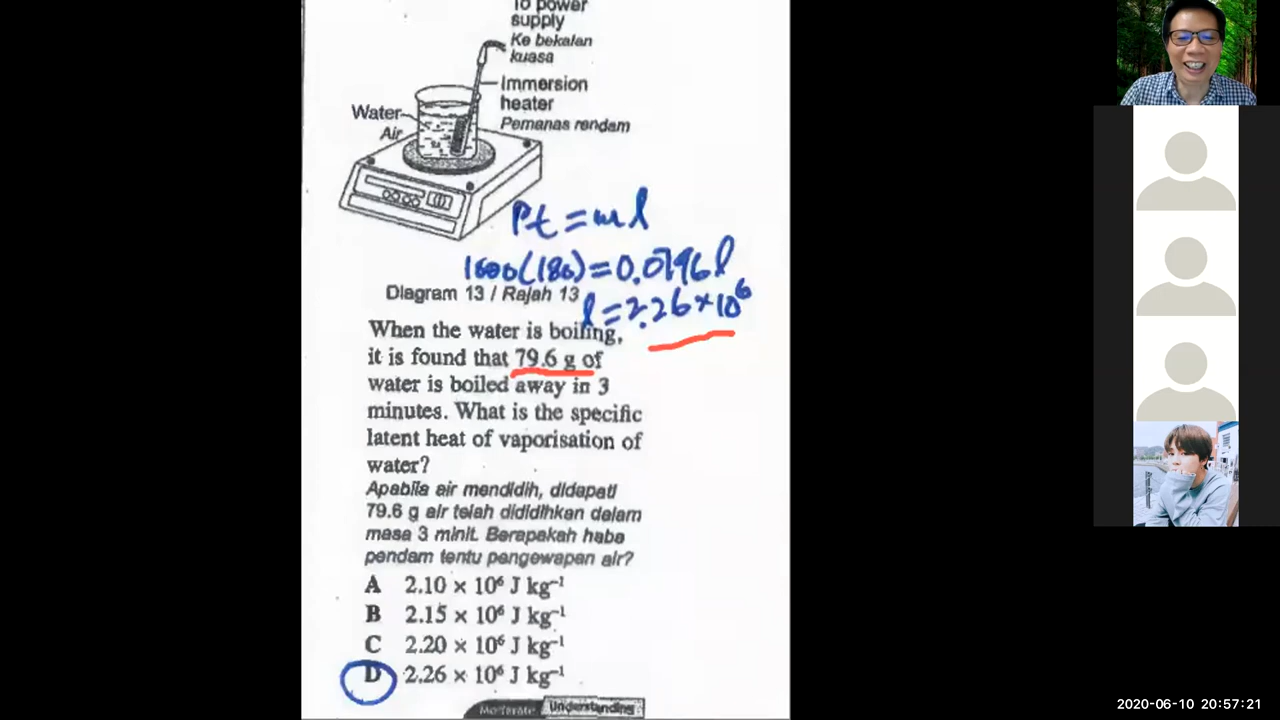 To power
supply
Ke bekalan
kuasa
Immersion
heater
Pemanas rendam
Water
Air
Pt = ml
1600(180) = 0.0796 l
l = 2.26 × 10⁶
Diagram 13 / Rajah 13
When the water is boiling,
it is found that 79.6 g of
water is boiled away in 3
minutes. What is the specific
latent heat of vaporisation of
water?
Apabila air mendidih, didapati
79.6 g air telah dididihkan dalam
masa 3 minit. Berapakah haba
pendam tentu pengewapan air?
A 2.10 × 10⁶ J kg⁻¹
B 2.15 × 10⁶ J kg⁻¹
C 2.20 × 10⁶ J kg⁻¹
D 2.26 × 10⁶ J kg⁻¹
Moderate Understanding
2020-06-10 20:57:21